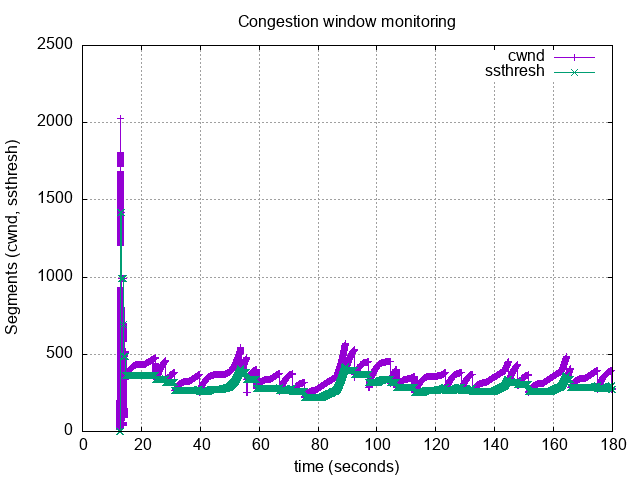 Congestion window monitoring
2500
2000
1500
1000
500
0
Segments (cwnd, ssthresh)
cwnd
ssthresh
0 20 40 60 80 100 120 140 160 180
time (seconds)